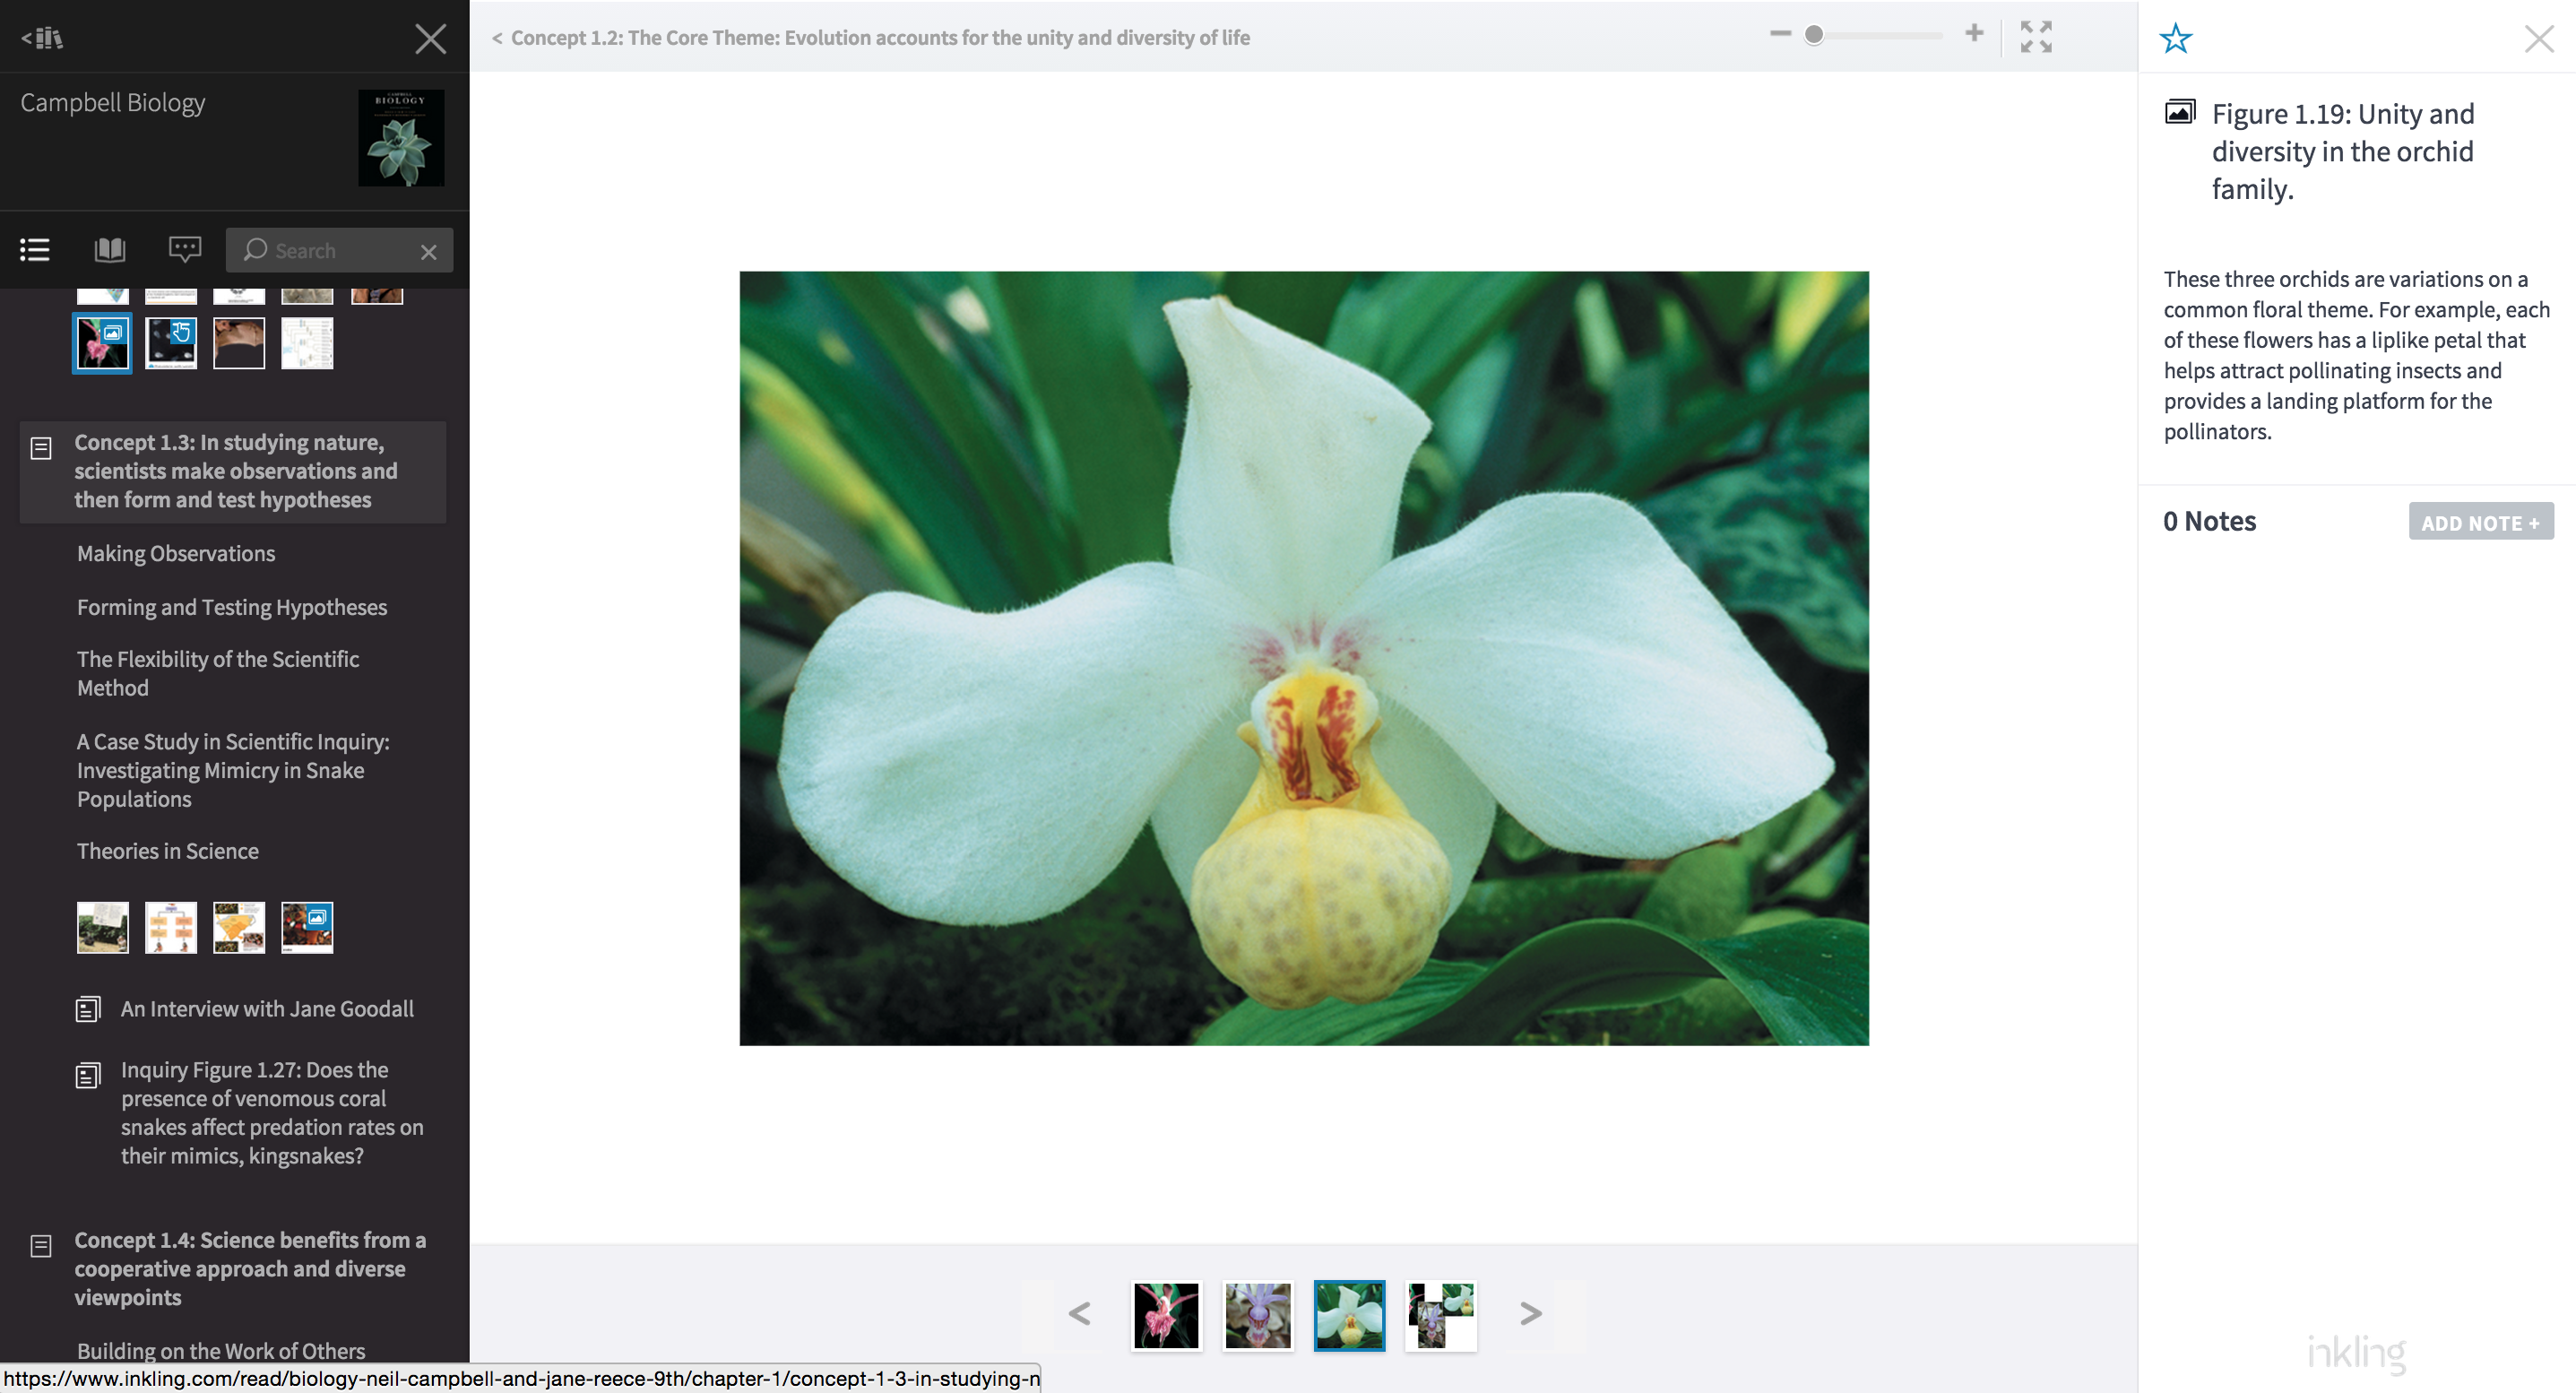 Campbell Biology
BIOLOGY
Search
Concept 1.3: In studying nature,
scientists make observations and
then form and test hypotheses
Making Observations
Forming and Testing Hypotheses
The Flexibility of the Scientific
Method
A Case Study in Scientific Inquiry:
Investigating Mimicry in Snake
Populations
Theories in Science
An Interview with Jane Goodall
Inquiry Figure 1.27: Does the
presence of venomous coral
snakes affect predation rates on
their mimics, kingsnakes?
Concept 1.4: Science benefits from a
cooperative approach and diverse
viewpoints
Building on the Work of Others
https://www.inkling.com/read/biology-neil-campbell-and-jane-reece-9th/chapter-1/concept-1-3-in-studying-n
< Concept 1.2: The Core Theme: Evolution accounts for the unity and diversity of life
Figure 1.19: Unity and
diversity in the orchid
family.
These three orchids are variations on a
common floral theme. For example, each
of these flowers has a liplike petal that
helps attract pollinating insects and
provides a landing platform for the
pollinators.
0 Notes
ADD NOTE +
inkling